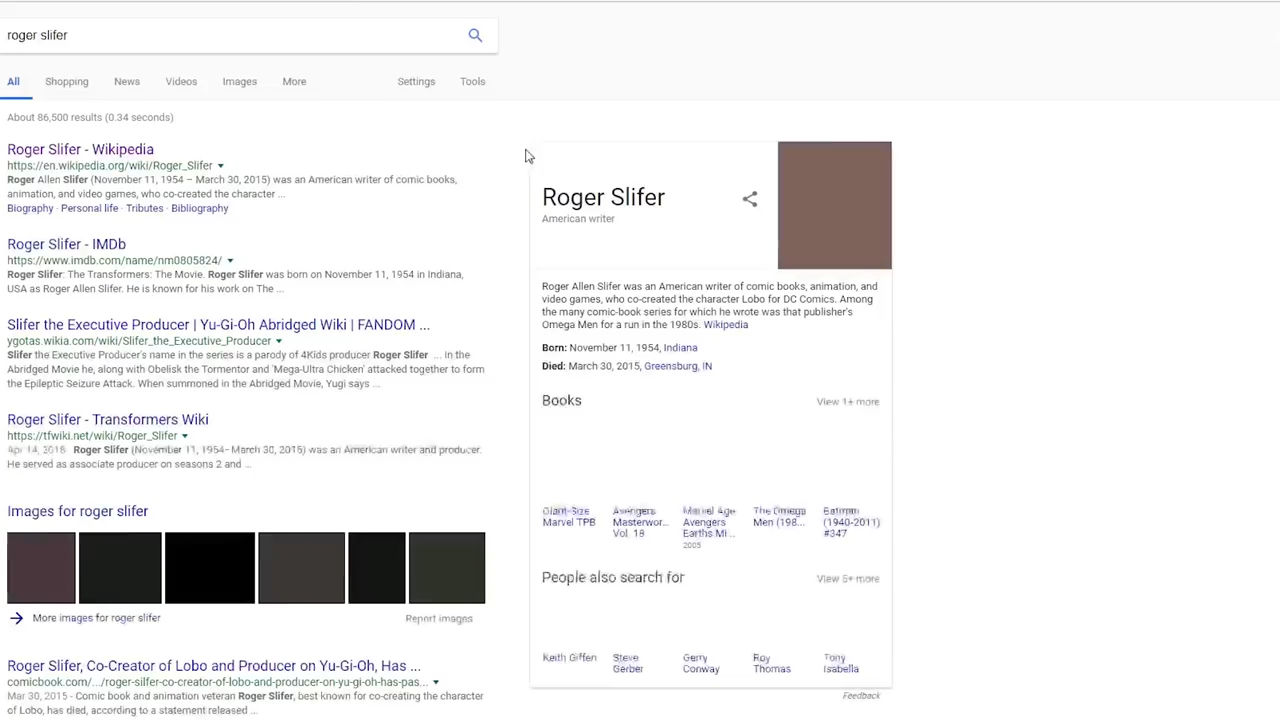 roger slifer
All Shopping News Videos Images More Settings Tools
About 86,500 results (0.34 seconds)
Roger Slifer - Wikipedia
https://en.wikipedia.org/wiki/Roger_Slifer
Roger Allen Slifer (November 11, 1954 – March 30, 2015) was an American writer of comic books,
animation, and video games, who co-created the character ...
Biography · Personal life · Tributes · Bibliography
Roger Slifer - IMDb
https://www.imdb.com/name/nm0805824/
Roger Slifer: The Transformers: The Movie. Roger Slifer was born on November 11, 1954 in Indiana,
USA as Roger Allen Slifer. He is known for his work on The ...
Slifer the Executive Producer | Yu-Gi-Oh Abridged Wiki | FANDOM ...
ygotas.wikia.com/wiki/Slifer_the_Executive_Producer
Slifer the Executive Producer's name in the series is a parody of 4Kids producer Roger Slifer ... In the
Abridged Movie he, along with Obelisk the Tormentor and 'Mega-Ultra Chicken' attacked together to form
the Epileptic Seizure Attack. When summoned in the Abridged Movie, Yugi says ...
Roger Slifer - Transformers Wiki
https://tfwiki.net/wiki/Roger_Slifer
Apr 14, 2018 Roger Slifer (November 11, 1954- March 30, 2015) was an American writer and producer.
He served as associate producer on seasons 2 and ...
Images for roger slifer
More images for roger slifer Report images
Roger Slifer, Co-Creator of Lobo and Producer on Yu-Gi-Oh, Has ...
comicbook.com/.../roger-silfer-co-creator-of-lobo-and-producer-on-yu-gi-oh-has-pas...
Mar 30, 2015 - Comic book and animation veteran Roger Slifer, best known for co-creating the character
of Lobo, has died, according to a statement released ...
Roger Slifer
American writer
Roger Allen Slifer was an American writer of comic books, animation, and
video games, who co-created the character Lobo for DC Comics. Among
the many comic-book series for which he wrote was that publisher's
Omega Men for a run in the 1980s. Wikipedia
Born: November 11, 1954, Indiana
Died: March 30, 2015, Greensburg, IN
Books View 1+ more
Giant-Size Avengers Marvel Age The Omega Batman
Marvel TPB Masterwor... Avengers Men (198... (1940-2011)
Vol. 18 Earths Mi... #347
2005
People also search for View 5+ more
Keith Giffen Steve Gerry Roy Tony
Gerber Conway Thomas Isabella
Feedback